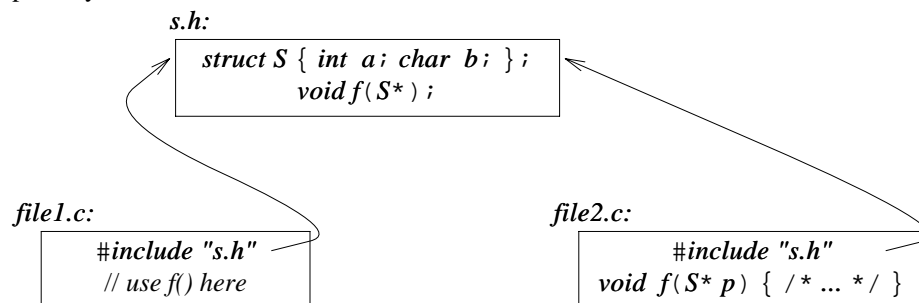 s.h:
struct S { int a; char b; };
void f(S*);
file1.c:
#include "s.h"
// use f() here
file2.c:
#include "s.h"
void f(S* p) { /* ... */ }